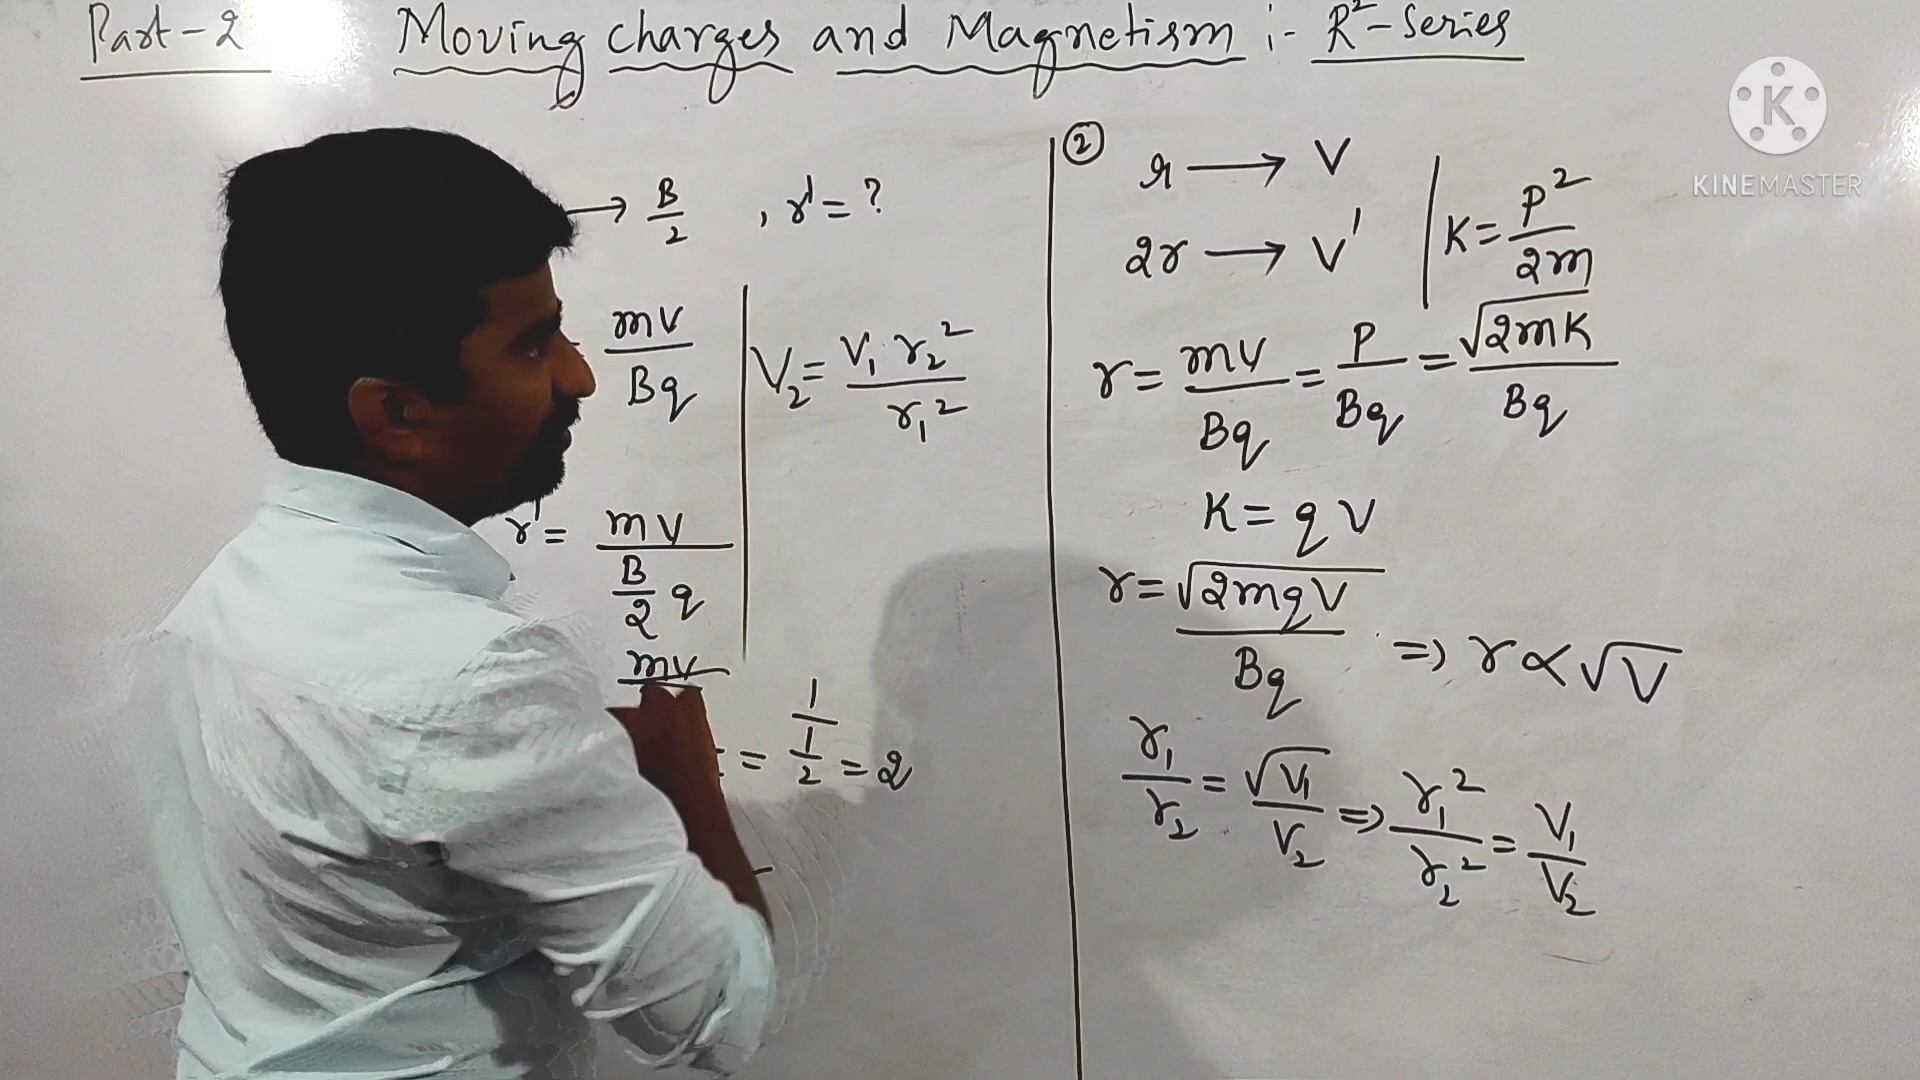 Part-2 Moving charges and Magnetism :- R²-Series
KINEMASTER
→ B/2 , r' = ?
mv/Bq
V₂ = V₁ r₂²/r₁²
r' = mv/((B/2) q)
mv
= 1/(1/2) = 2
② r → V
2r → V'
K = P²/2m
r = mv/Bq = P/Bq = √2mK/Bq
K = qV
r = √2mqV/Bq ⇒ r ∝ √V
r₁/r₂ = √V₁/V₂ ⇒ r₁²/r₂² = V₁/V₂